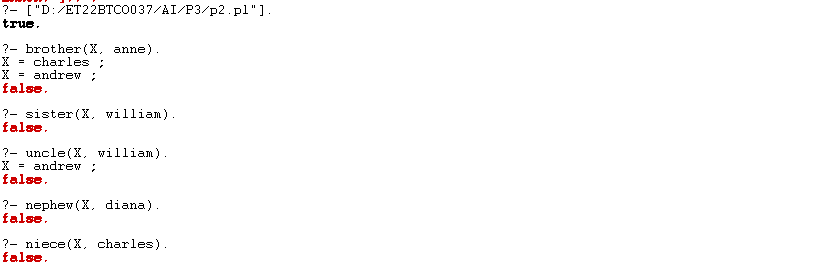 ?- ["D:/ET22BTCO037/AI/P3/p2.pl"].
true.
?- brother(X, anne).
X = charles ;
X = andrew ;
false.
?- sister(X, william).
false.
?- uncle(X, william).
X = andrew ;
false.
?- nephew(X, diana).
false.
?- niece(X, charles).
false.